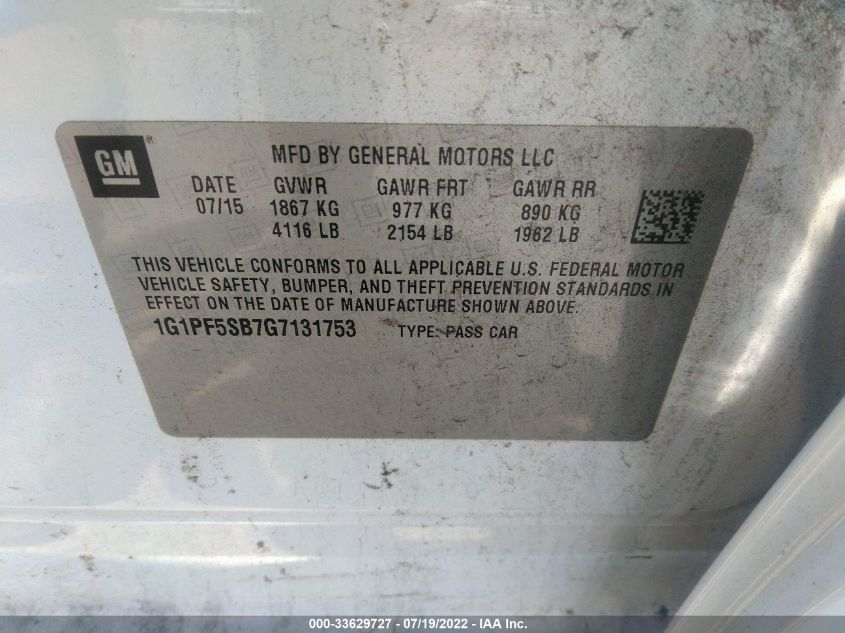 GM®
MFD BY GENERAL MOTORS LLC
DATE GVWR GAWR FRT GAWR RR
07/15 1867 KG 977 KG 890 KG
4116 LB 2154 LB 1962 LB
THIS VEHICLE CONFORMS TO ALL APPLICABLE U.S. FEDERAL MOTOR
VEHICLE SAFETY, BUMPER, AND THEFT PREVENTION STANDARDS IN
EFFECT ON THE DATE OF MANUFACTURE SHOWN ABOVE.
1G1PF5SB7G7131753 TYPE: PASS CAR
000-33629727 - 07/19/2022 - IAA Inc.